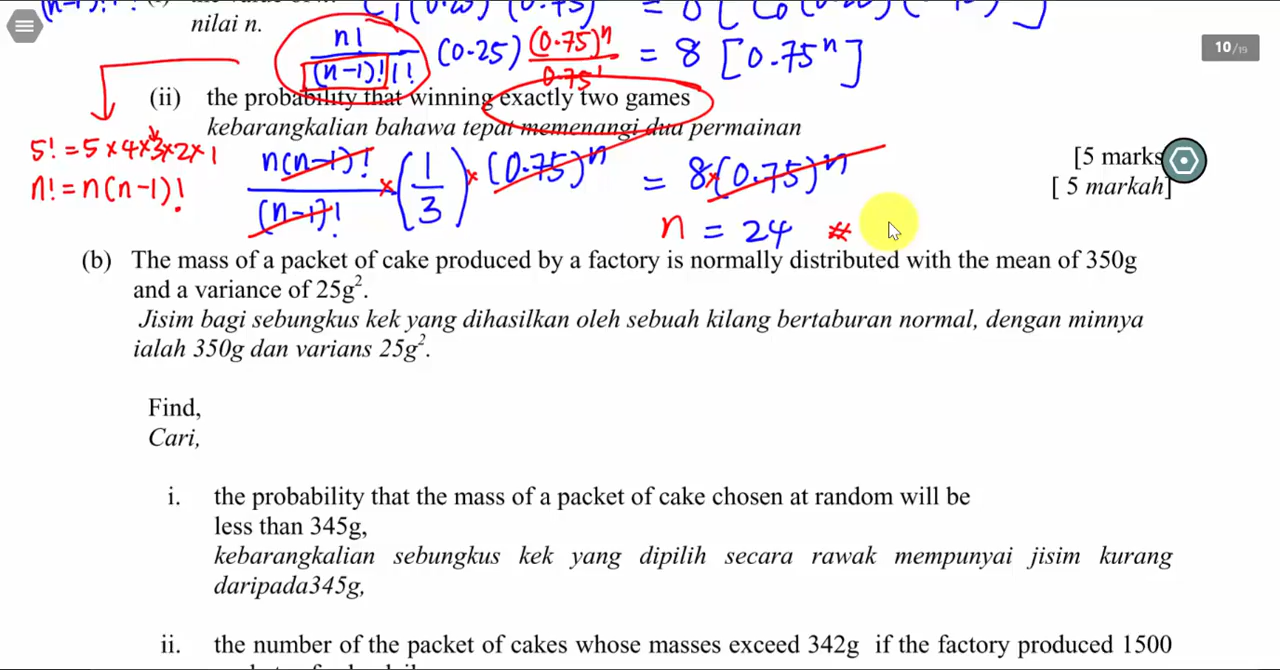 nilai n.
10/19
n! / (n-1)! 1! (0.25) (0.75)ⁿ / 0.75¹ = 8 [0.75ⁿ]
(ii) the probability that winning exactly two games
kebarangkalian bahawa tepat memenangi dua permainan
5! = 5×4×3×2×1
n! = n(n-1)!
n(n-1)! / (n-1)! × (1/3) × (0.75)ⁿ = 8×(0.75)ⁿ
[5 marks
[ 5 markah]
n = 24 #
(b) The mass of a packet of cake produced by a factory is normally distributed with the mean of 350g
and a variance of 25g².
Jisim bagi sebungkus kek yang dihasilkan oleh sebuah kilang bertaburan normal, dengan minnya
ialah 350g dan varians 25g².
Find,
Cari,
i. the probability that the mass of a packet of cake chosen at random will be
less than 345g,
kebarangkalian sebungkus kek yang dipilih secara rawak mempunyai jisim kurang
daripada345g,
ii. the number of the packet of cakes whose masses exceed 342g if the factory produced 1500